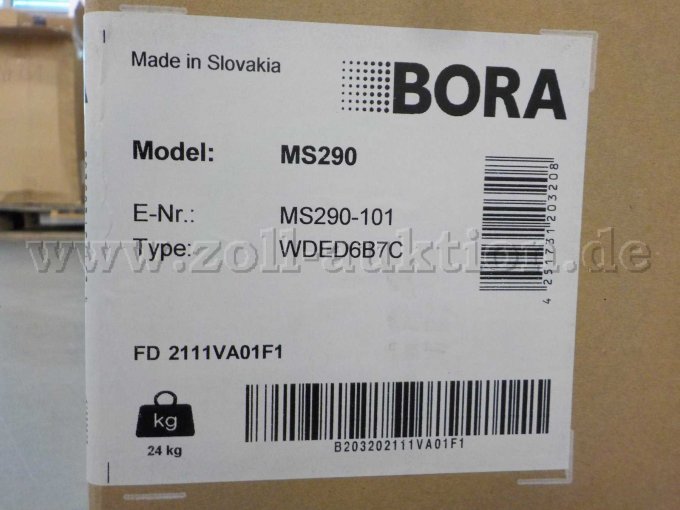 Made in Slovakia
BORA
Model: MS290
E-Nr.: MS290-101
Type: WDED6B7C
4 251731 203208
www.zoll-auktion.de
FD 2111VA01F1
kg
24 kg
B203202111VA01F1